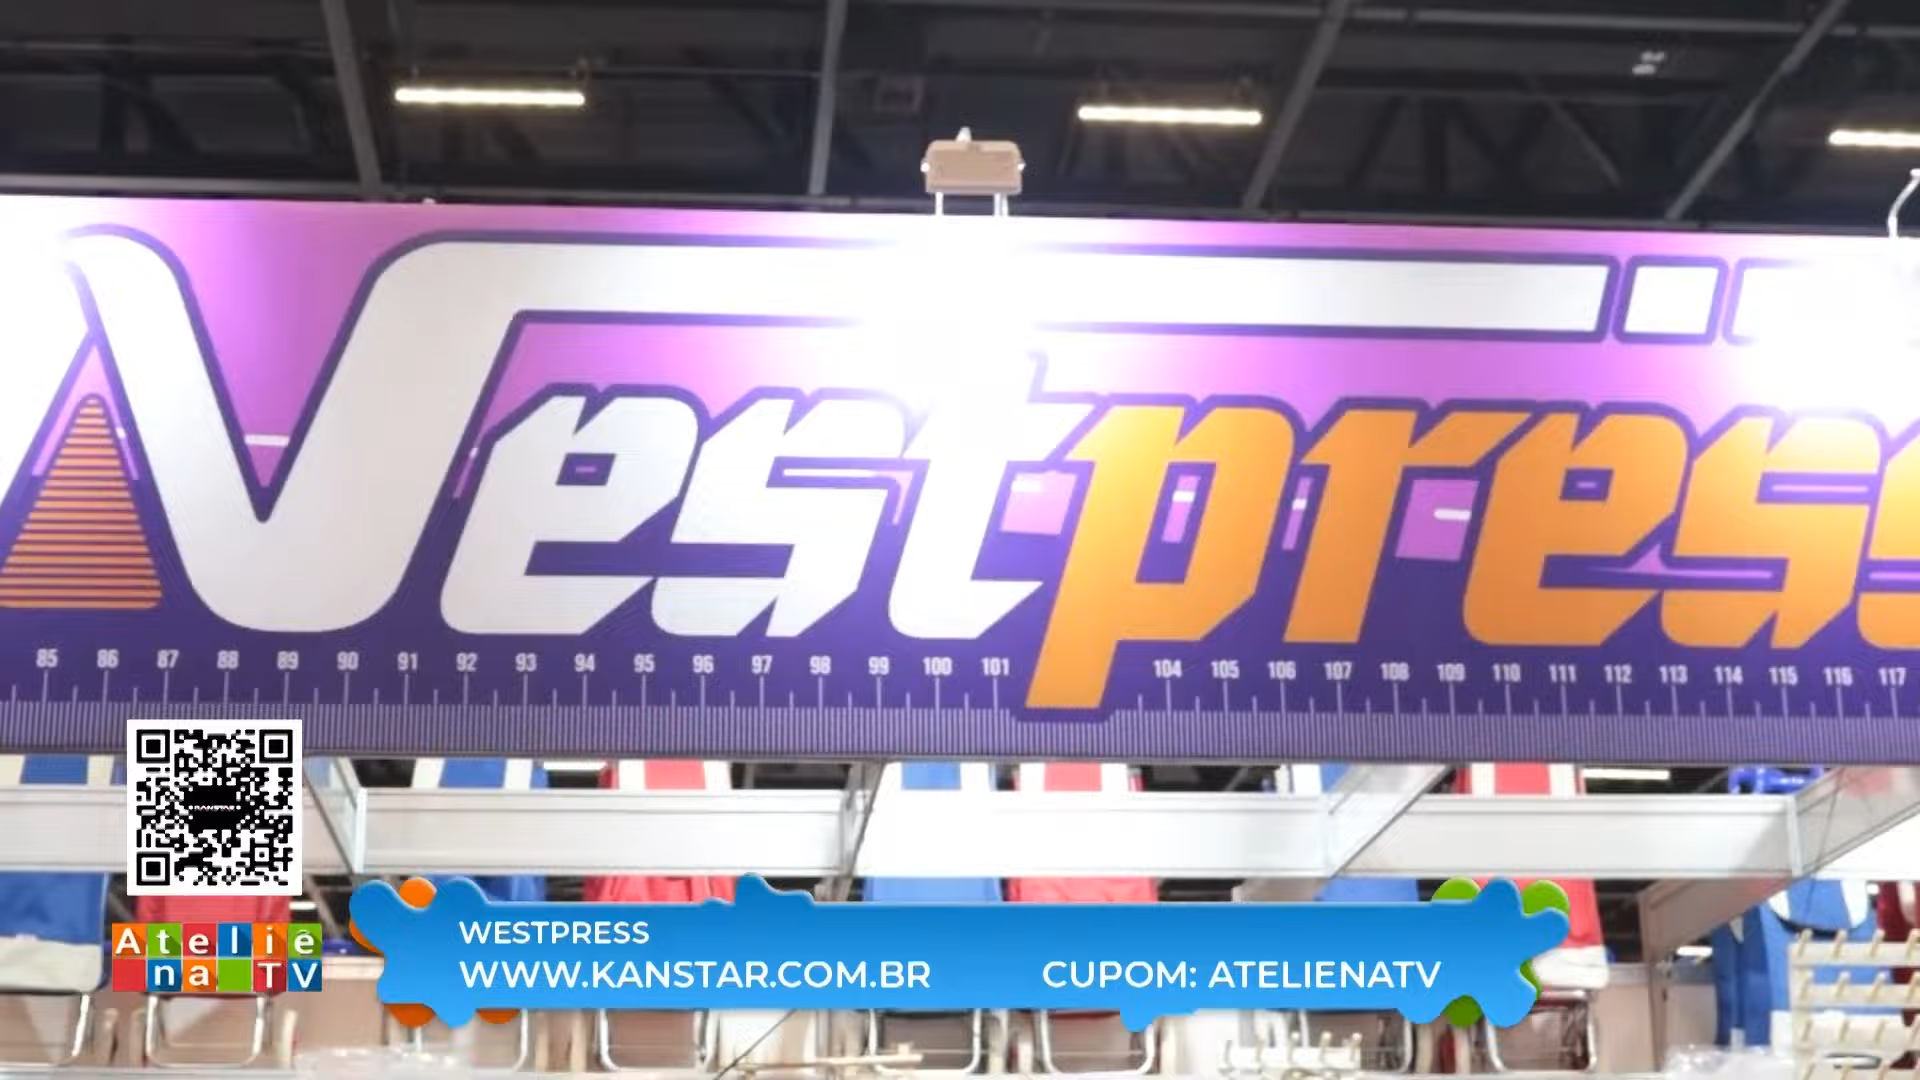 Westpress
85 86 87 88 89 90 91 92 93 94 95 96 97 98 99 100 101 104 105 106 107 108 109 110 111 112 113 114 115 116 117
Ateliê
na TV
WESTPRESS
WWW.KANSTAR.COM.BR CUPOM: ATELIENATV